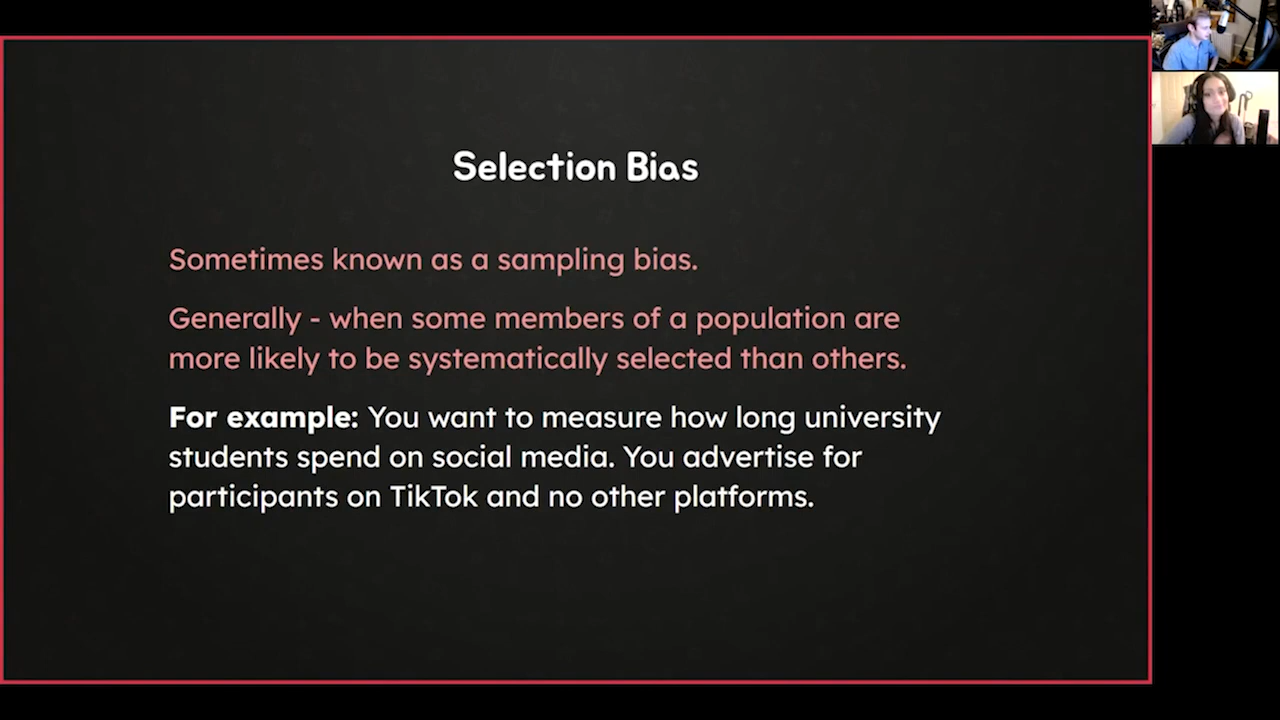 Selection Bias
Sometimes known as a sampling bias.
Generally - when some members of a population are
more likely to be systematically selected than others.
For example: You want to measure how long university
students spend on social media. You advertise for
participants on TikTok and no other platforms.